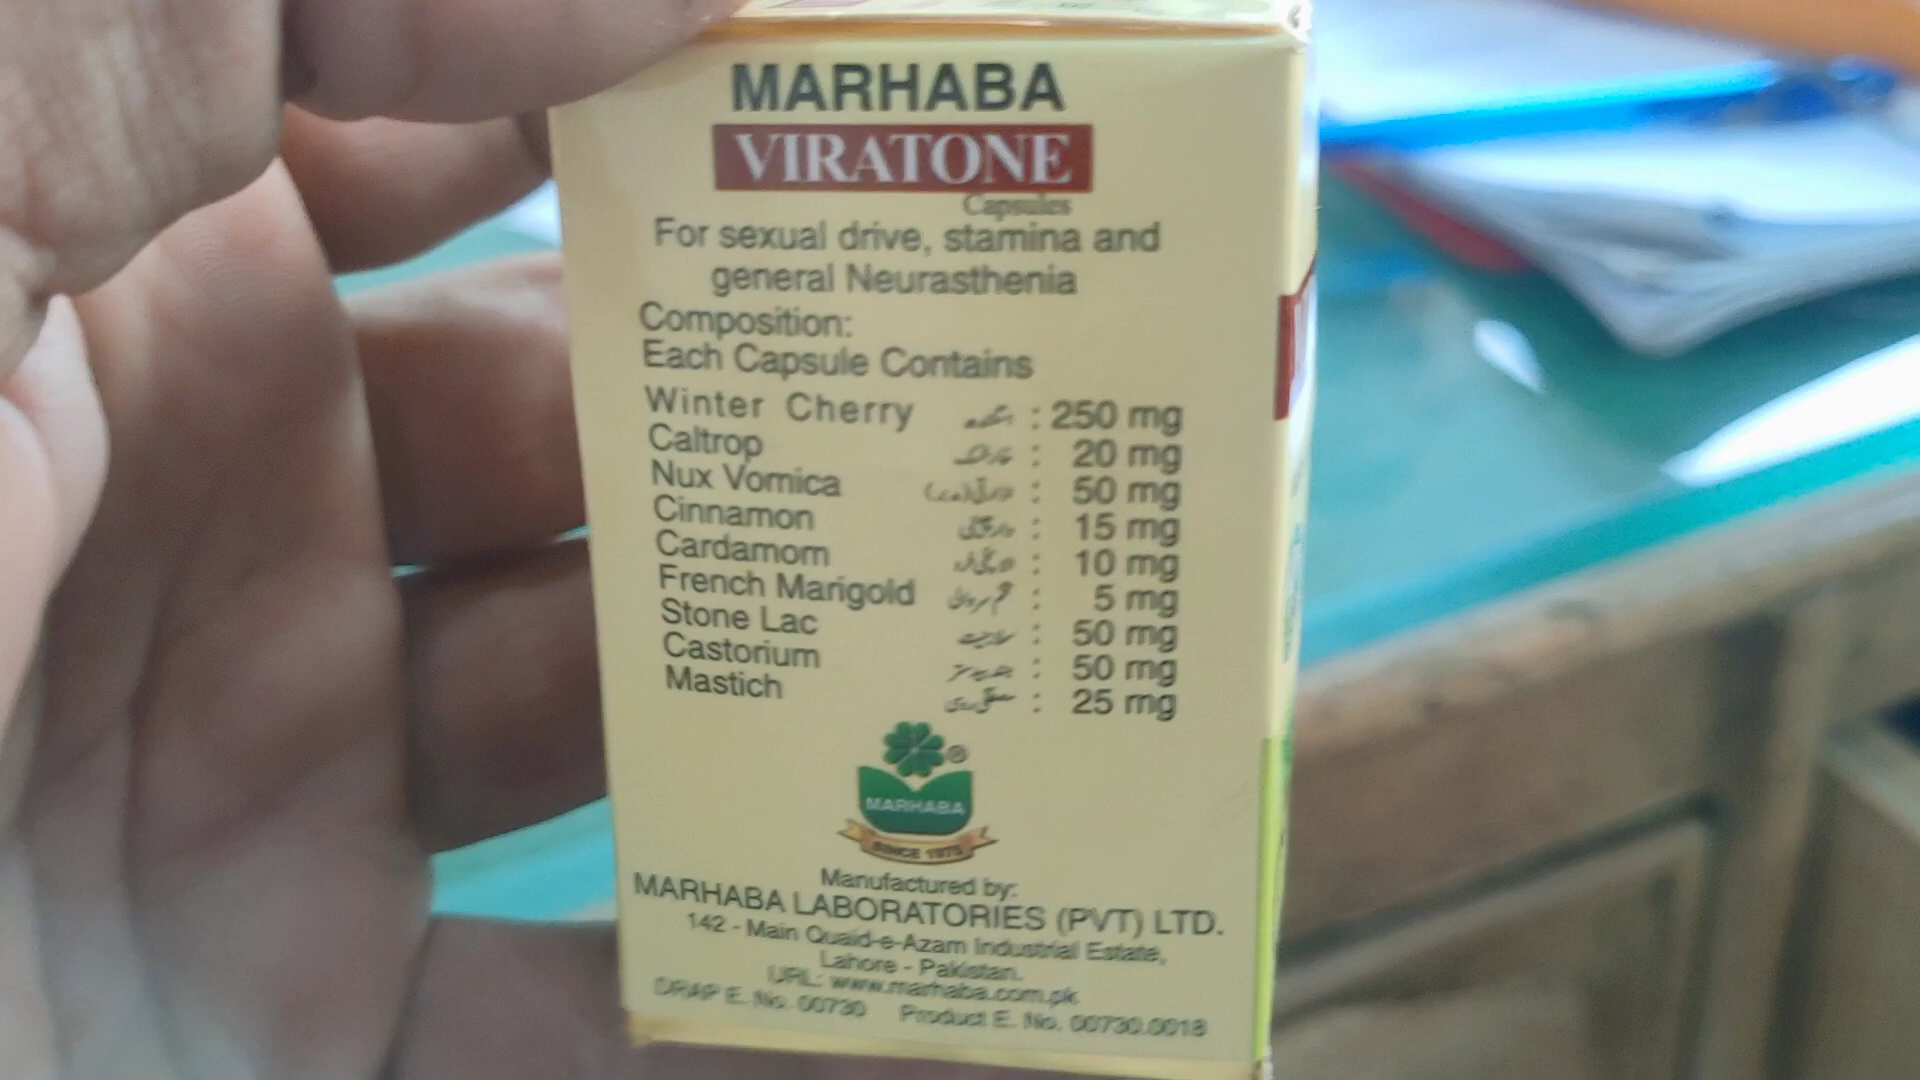 MARHABA
VIRATONE
Capsules
For sexual drive, stamina and
general Neurasthenia
Composition:
Each Capsule Contains
Winter Cherry : 250 mg
Caltrop : 20 mg
Nux Vomica : 50 mg
Cinnamon : 15 mg
Cardamom : 10 mg
French Marigold : 5 mg
Stone Lac : 50 mg
Castorium : 50 mg
Mastich : 25 mg
®
MARHABA
SINCE 1975
Manufactured by:
MARHABA LABORATORIES (PVT) LTD.
142 - Main Quaid-e-Azam Industrial Estate,
Lahore - Pakistan.
URL: www.marhaba.com.pk
DRAP E. No. 00730 Product E. No. 00730.0018